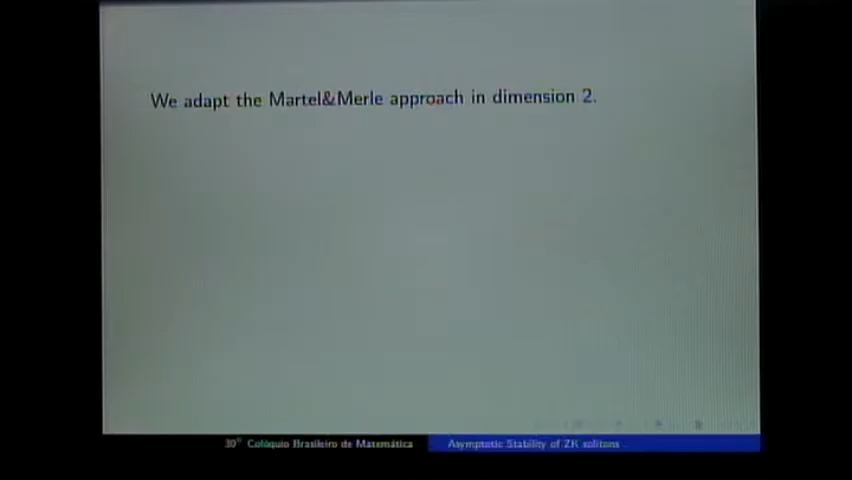 We adapt the Martel&Merle approach in dimension 2.
30° Colóquio Brasileiro de Matemática
Asymptotic Stability of ZK solitons